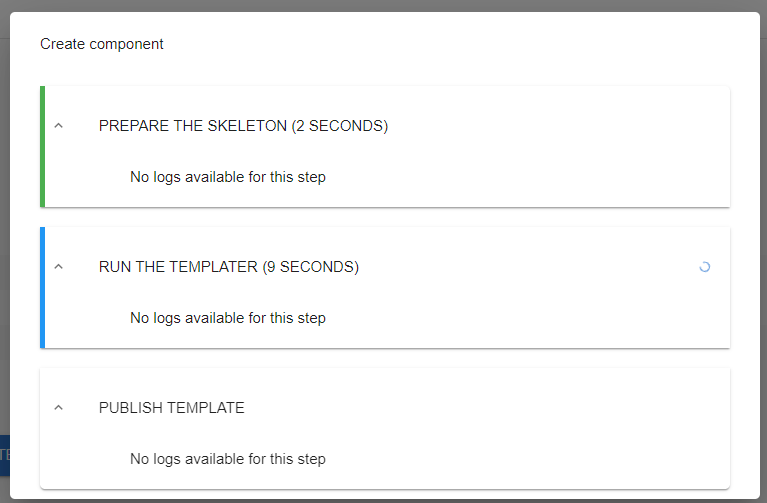 Create component
PREPARE THE SKELETON (2 SECONDS)
No logs available for this step
RUN THE TEMPLATER (9 SECONDS)
No logs available for this step
PUBLISH TEMPLATE
No logs available for this step